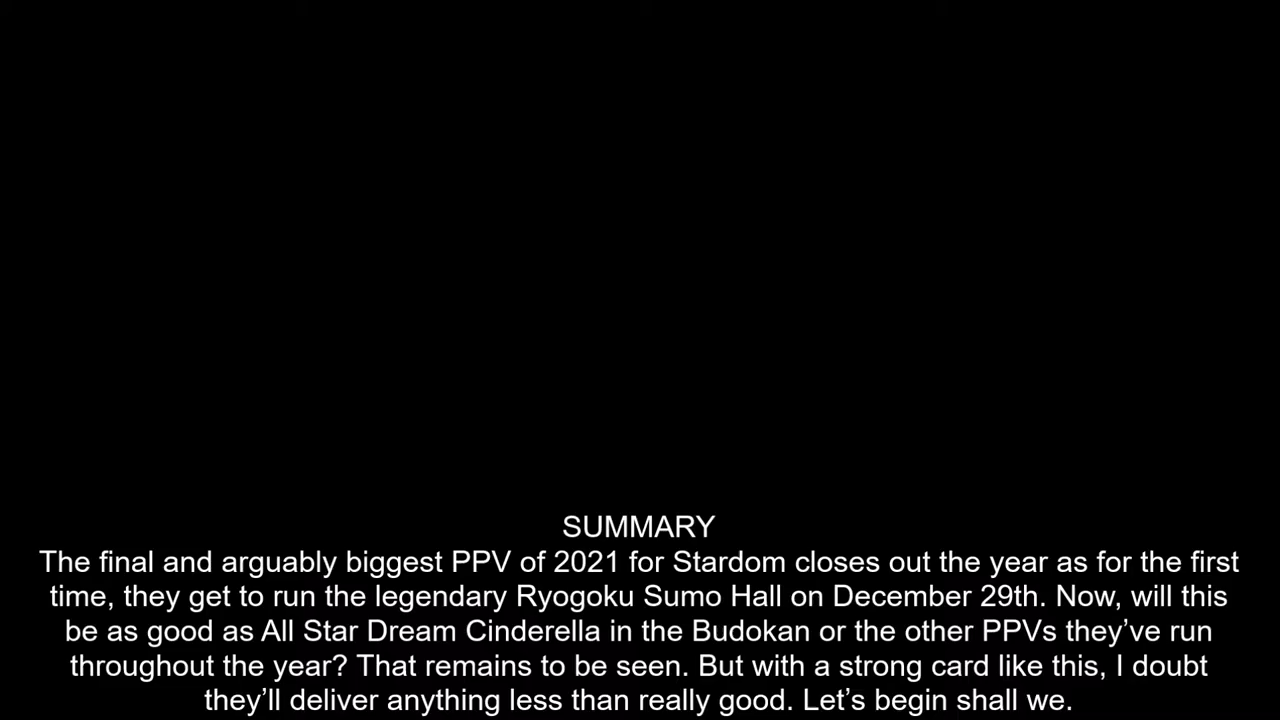 SUMMARY
The final and arguably biggest PPV of 2021 for Stardom closes out the year as for the first
time, they get to run the legendary Ryogoku Sumo Hall on December 29th. Now, will this
be as good as All Star Dream Cinderella in the Budokan or the other PPVs they’ve run
throughout the year? That remains to be seen. But with a strong card like this, I doubt
they’ll deliver anything less than really good. Let’s begin shall we.